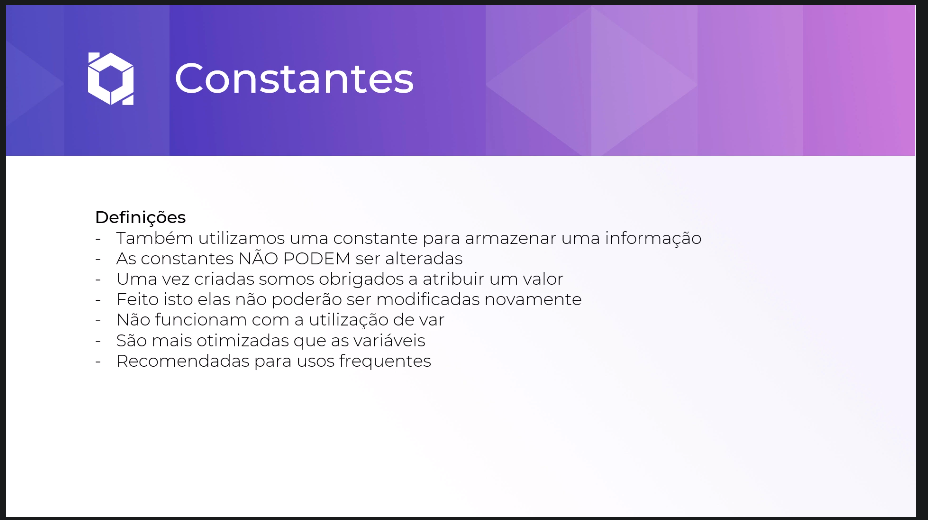 Constantes
Definições
- Também utilizamos uma constante para armazenar uma informação
- As constantes NÃO PODEM ser alteradas
- Uma vez criadas somos obrigados a atribuir um valor
- Feito isto elas não poderão ser modificadas novamente
- Não funcionam com a utilização de var
- São mais otimizadas que as variáveis
- Recomendadas para usos frequentes